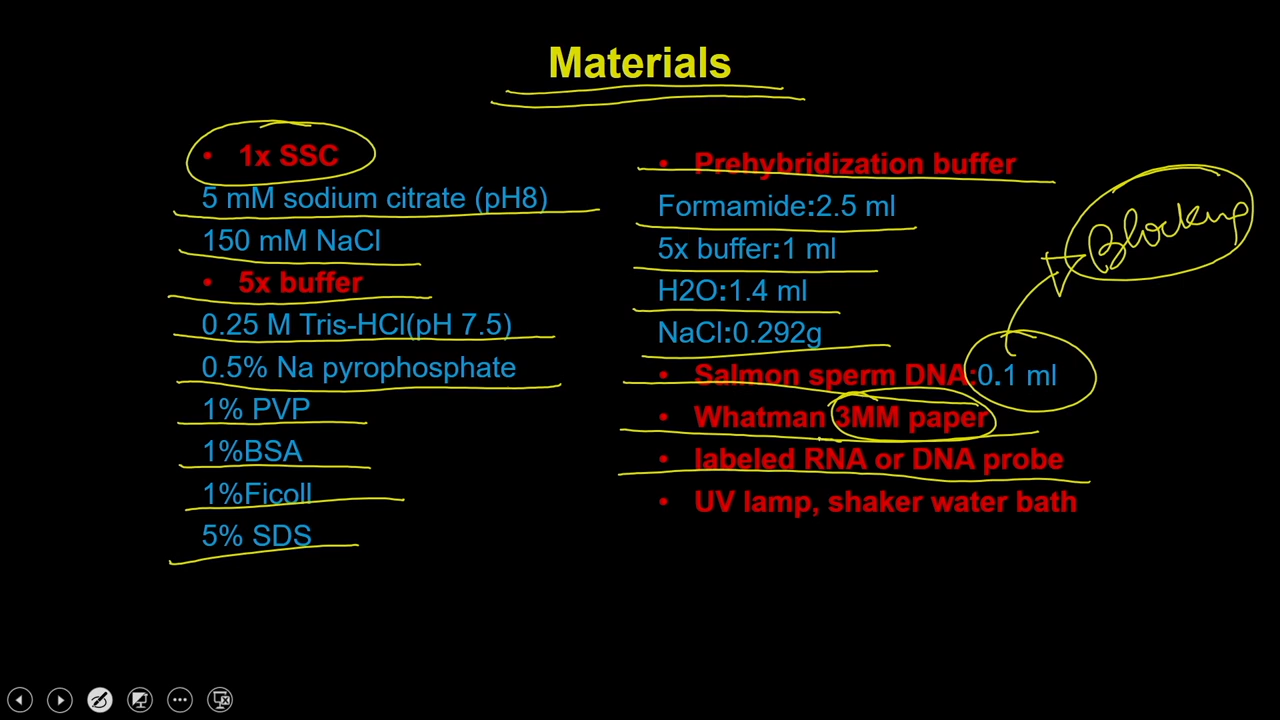 Materials
• 1x SSC
5 mM sodium citrate (pH8)
150 mM NaCl
• 5x buffer
0.25 M Tris-HCl(pH 7.5)
0.5% Na pyrophosphate
1% PVP
1%BSA
1%Ficoll
5% SDS
• Prehybridization buffer
Formamide:2.5 ml
5x buffer:1 ml
H2O:1.4 ml
NaCl:0.292g
• Salmon sperm DNA:0.1 ml
• Whatman 3MM paper
• labeled RNA or DNA probe
• UV lamp, shaker water bath